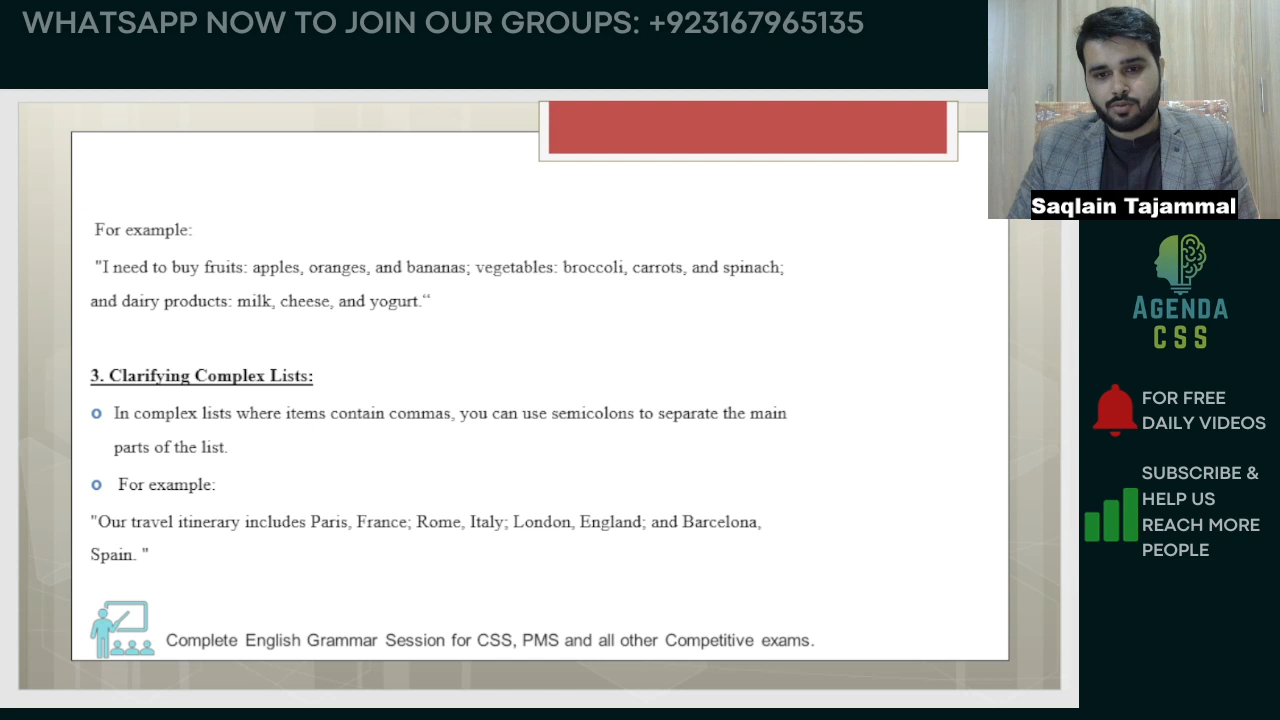 WHATSAPP NOW TO JOIN OUR GROUPS: +923167965135
Saqlain Tajammal
For example:
"I need to buy fruits: apples, oranges, and bananas; vegetables: broccoli, carrots, and spinach;
and dairy products: milk, cheese, and yogurt.“
3. Clarifying Complex Lists:
o In complex lists where items contain commas, you can use semicolons to separate the main
parts of the list.
o For example:
"Our travel itinerary includes Paris, France; Rome, Italy; London, England; and Barcelona,
Spain. "
Complete English Grammar Session for CSS, PMS and all other Competitive exams.
AGENDA
CSS
FOR FREE
DAILY VIDEOS
SUBSCRIBE &
HELP US
REACH MORE
PEOPLE